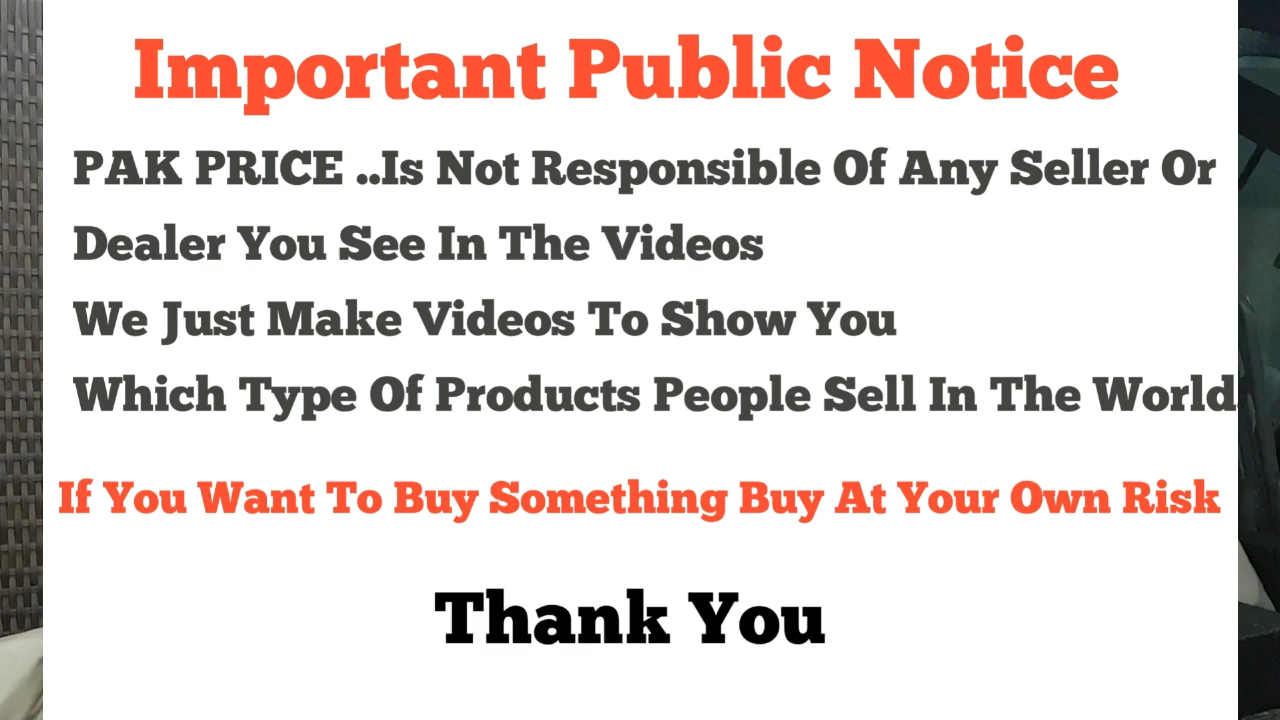 Important Public Notice
PAK PRICE ..Is Not Responsible Of Any Seller Or
Dealer You See In The Videos
We Just Make Videos To Show You
Which Type Of Products People Sell In The World.
If You Want To Buy Something Buy At Your Own Risk
Thank You